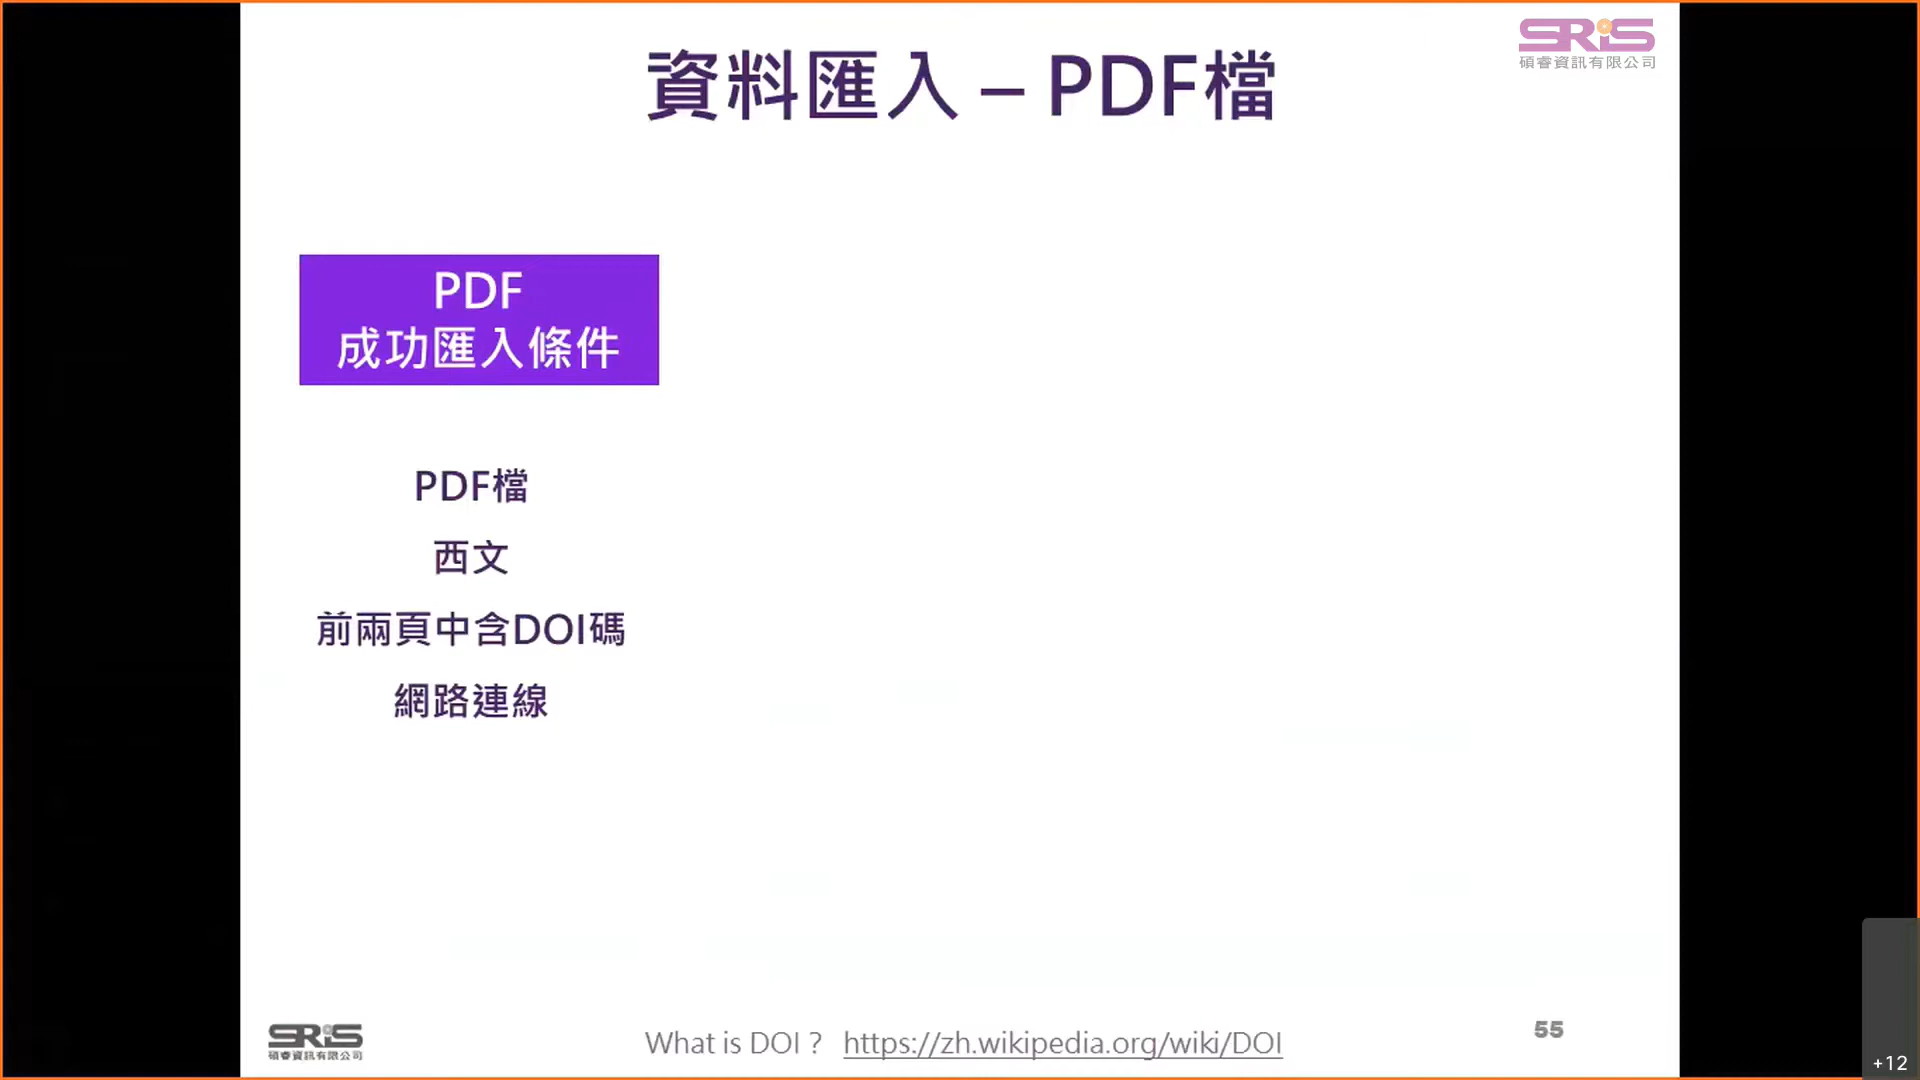 SRIS
碩睿資訊有限公司
資料匯入 – PDF檔
PDF
成功匯入條件
PDF檔
西文
前兩頁中含DOI碼
網路連線
SRIS
碩睿資訊有限公司
What is DOI？ https://zh.wikipedia.org/wiki/DOI
55
+12